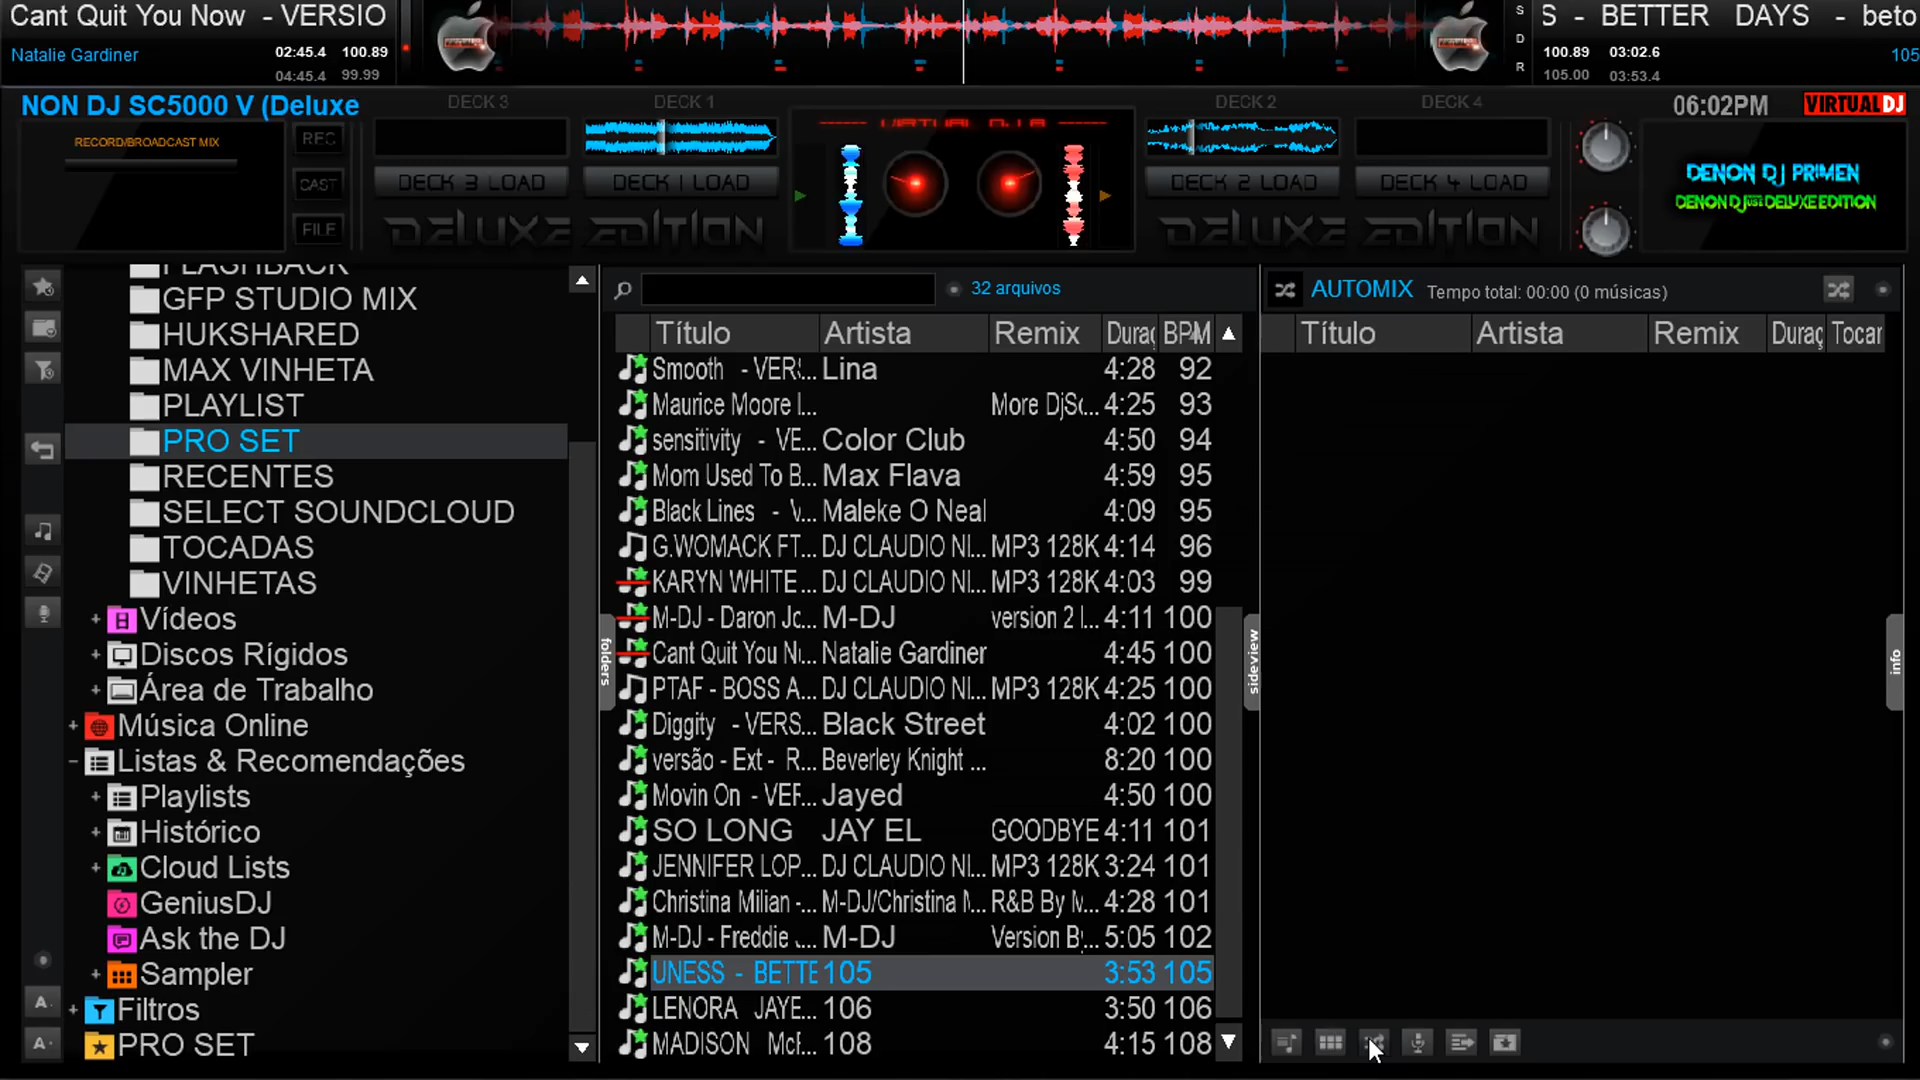 Cant Quit You Now - VERSIO
Natalie Gardiner
02:45.4 100.89
04:45.4 99.99
S
D
R
S - BETTER DAYS - beto
100.89 03:02.6
105.00 03:53.4
105
NON DJ SC5000 V (Deluxe
DECK 3
DECK 1
VIRTUAL DJ 8
DECK 2
DECK 4
06:02PM
VIRTUALDJ
RECORD/BROADCAST MIX
REC
CAST
FILE
DECK 3 LOAD
DECK 1 LOAD
DECK 2 LOAD
DECK 4 LOAD
DELUXE EDITION
DELUXE EDITION
DENON DJ PRIMEN
DENON DJ DELUXE EDITION
FLASHBACK
GFP STUDIO MIX
HUKSHARED
MAX VINHETA
PLAYLIST
PRO SET
RECENTES
SELECT SOUNDCLOUD
TOCADAS
VINHETAS
+ Vídeos
+ Discos Rígidos
+ Área de Trabalho
+ Música Online
- Listas & Recomendações
+ Playlists
+ Histórico
+ Cloud Lists
GeniusDJ
Ask the DJ
+ Sampler
+ Filtros
PRO SET
folders
32 arquivos
Título Artista Remix Duraç BPM
Smooth - VER... Lina 4:28 92
Maurice Moore l... More DjSc... 4:25 93
sensitivity - VE... Color Club 4:50 94
Mom Used To B... Max Flava 4:59 95
Black Lines - V... Maleke O Neal 4:09 95
G.WOMACK FT... DJ CLAUDIO NI... MP3 128K 4:14 96
KARYN WHITE ... DJ CLAUDIO NI... MP3 128K 4:03 99
M-DJ - Daron Jc... M-DJ version 2 l... 4:11 100
Cant Quit You N... Natalie Gardiner 4:45 100
PTAF - BOSS A... DJ CLAUDIO NI... MP3 128K 4:25 100
Diggity - VERS... Black Street 4:02 100
versão - Ext - R... Beverley Knight ... 8:20 100
Movin On - VEF... Jayed 4:50 100
SO LONG JAY EL GOODBYE 4:11 101
JENNIFER LOP... DJ CLAUDIO NI... MP3 128K 3:24 101
Christina Milian -... M-DJ/Christina M... R&B By M... 4:28 101
M-DJ - Freddie ... M-DJ Version By... 5:05 102
UNESS - BETTE 105 3:53 105
LENORA JAYE... 106 3:50 106
MADISON McF... 108 4:15 108
sideview
AUTOMIX Tempo total: 00:00 (0 músicas)
Título Artista Remix Duraç Tocar
info
A
A